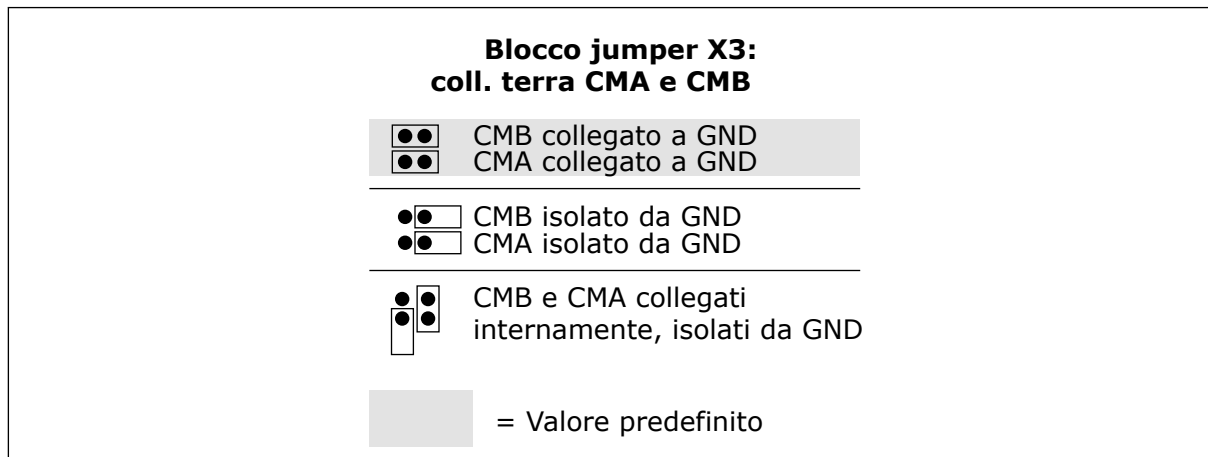 Blocco jumper X3:
coll. terra CMA e CMB
CMB collegato a GND
CMA collegato a GND
CMB isolato da GND
CMA isolato da GND
CMB e CMA collegati
internamente, isolati da GND
= Valore predefinito